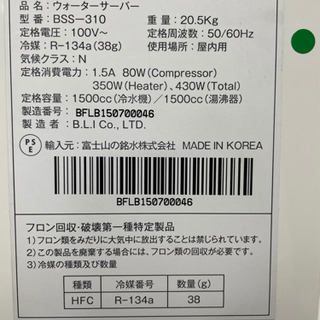 品名：ウォーターサーバー
型番：BSS-310　重量：20.5Kg
定格電圧：100V~　定格周波数：50/60Hz
冷媒：R-134a(38g)　使用場所：屋内用
気候クラス：N
定格消費電力：1.5A 80W(Compressor)
350W(Heater)、430W(Total)
定格容量：1500cc(冷水機)／1500cc(湯沸器)
製造番号：BFLB150700046
製造者：B.L.I Co., LTD.
PSE 輸入元：富士山の銘水株式会社 MADE IN KOREA
BFLB150700046
フロン回収・破壊第一種特定製品
1)フロン類をみだりに大気中に放出することは禁じられています。
2)この製品を廃棄する場合には、フロン類の回収が必要です。
3)冷媒の種類及び数量
種類　冷媒番号　数量(g)
HFC　R-134a　38